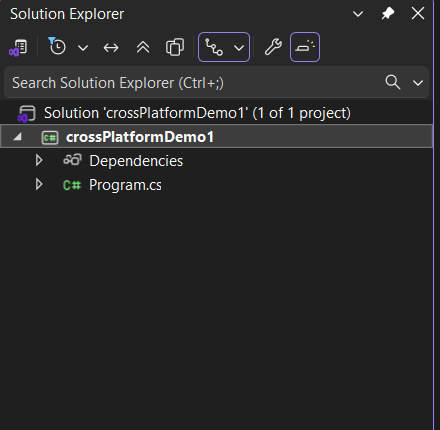 Solution Explorer
Search Solution Explorer (Ctrl+;)
Solution 'crossPlatformDemo1' (1 of 1 project)
C# crossPlatformDemo1
Dependencies
C# Program.cs